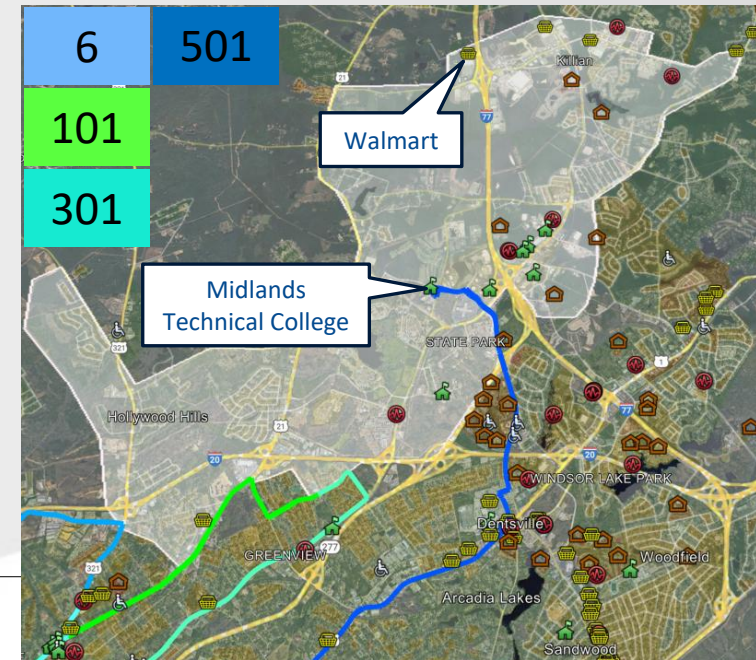 6
501
101
301
21
77
Killian
Walmart
Midlands
Technical College
STATE PARK
321
1
Hollywood Hills
21
77
20
20
WINDSOR LAKE PARK
Dentsville
GREENVIEW
277
321
Woodfield
Arcadia Lakes
Sandwood